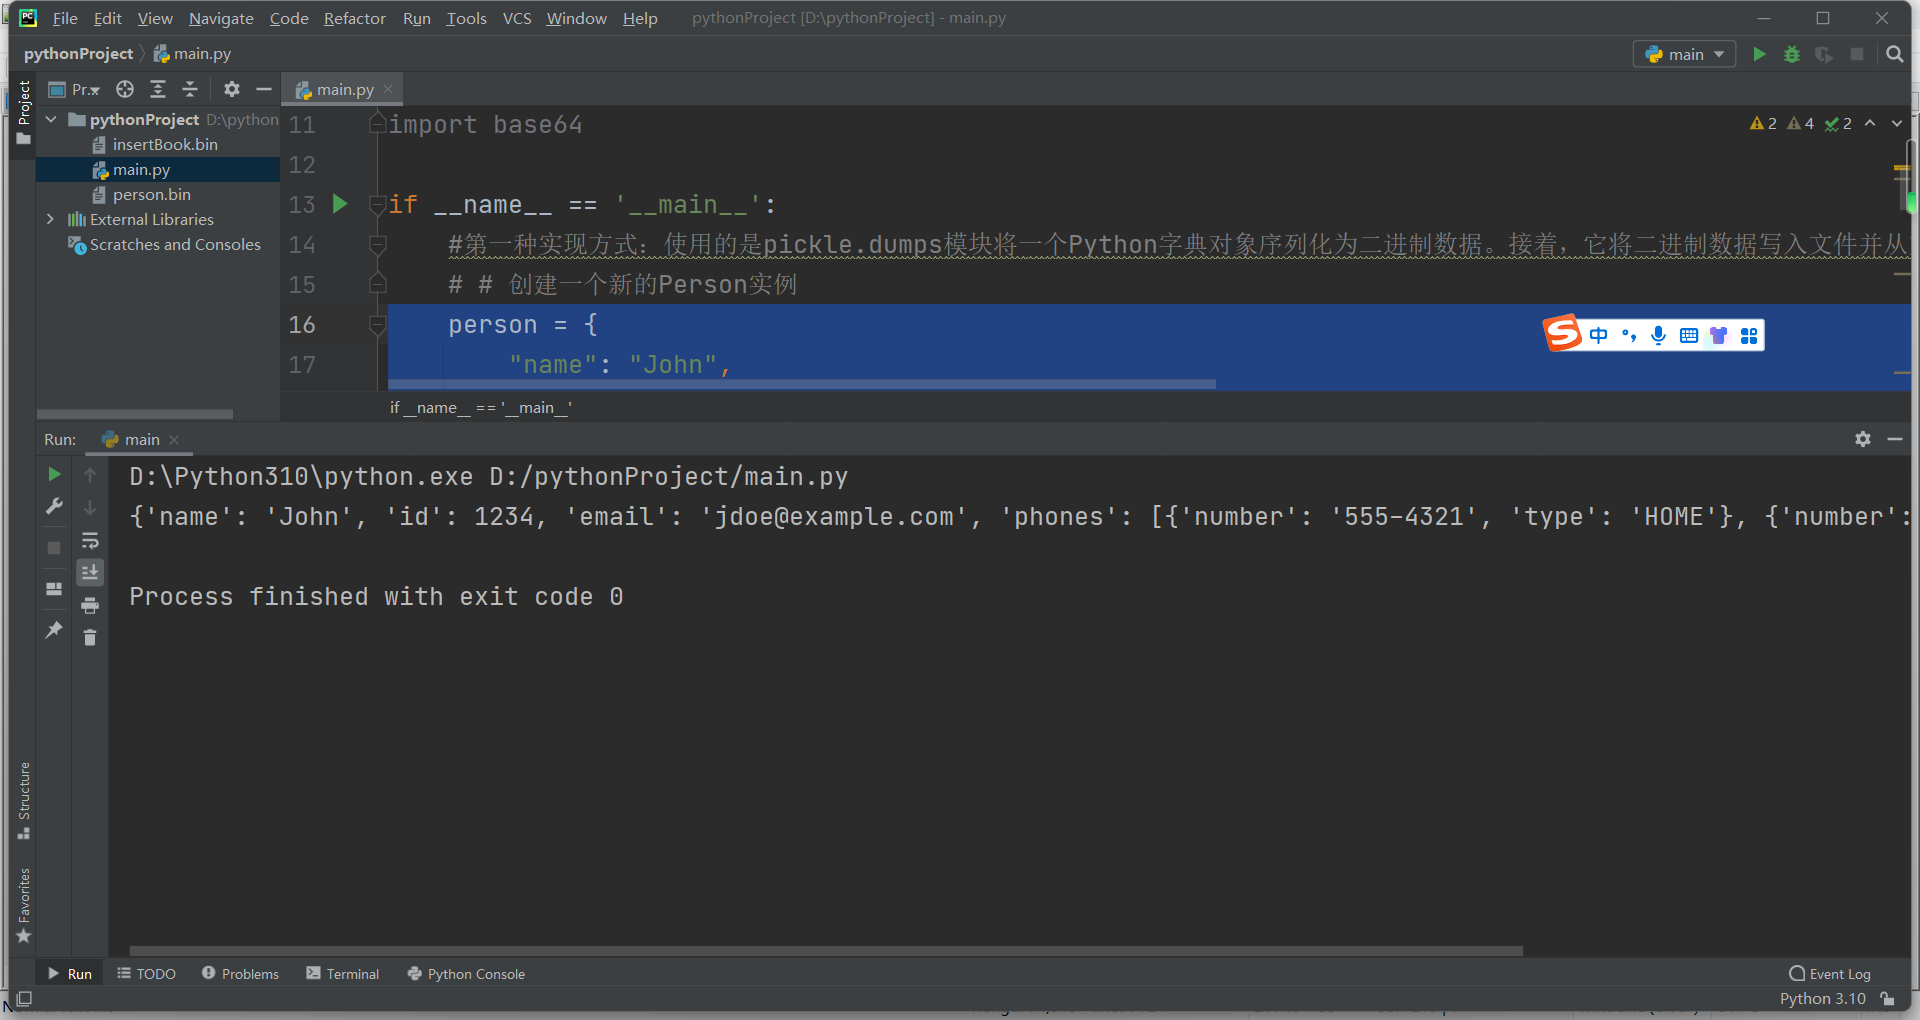 File Edit View Navigate Code Refactor Run Tools VCS Window Help pythonProject [D:\pythonProject] - main.py
pythonProject main.py
main
Project
Pr...
main.py
pythonProject D:\python
insertBook.bin
main.py
person.bin
External Libraries
Scratches and Consoles
2 4 2
11 import base64
12
13 if __name__ == '__main__':
14 #第一种实现方式：使用的是pickle.dumps模块将一个Python字典对象序列化为二进制数据。接着，它将二进制数据写入文件并从
15 # # 创建一个新的Person实例
16 person = {
17 "name": "John",
中
if __name__ == '__main__'
Run: main
D:\Python310\python.exe D:/pythonProject/main.py
{'name': 'John', 'id': 1234, 'email': 'jdoe@example.com', 'phones': [{'number': '555-4321', 'type': 'HOME'}, {'number':
Process finished with exit code 0
Structure
Favorites
Run TODO Problems Terminal Python Console Event Log
Python 3.10